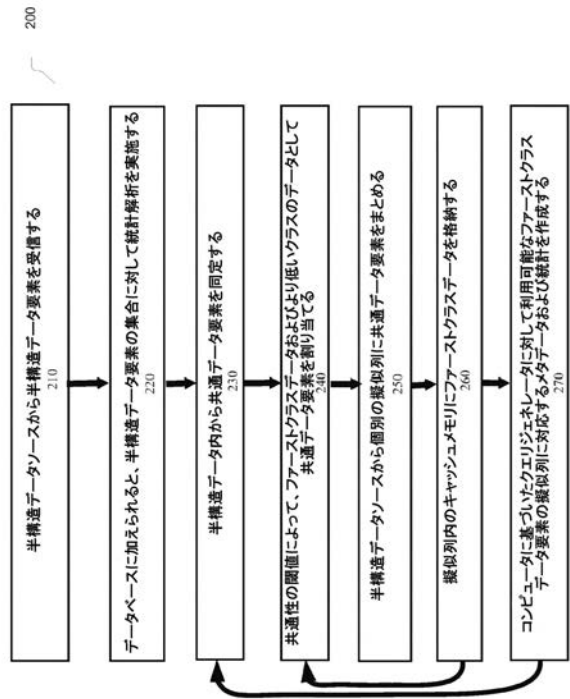 200
半構造データソースから半構造データ要素を受信する
210
データベースに加えられると、半構造データ要素の集合に対して統計解析を実施する
220
半構造データ内から共通データ要素を同定する
230
共通性の閾値によって、ファーストクラスデータおよびより低いクラスのデータとして
共通データ要素を割り当てる
240
半構造データソースから個別の擬似列に共通データ要素をまとめる
250
擬似列内のキャッシュメモリにファーストクラスデータを格納する
260
コンピュータに基づいたクエリジェネレータに対して利用可能なファーストクラス
データ要素の擬似列に対応するメタデータおよび統計を作成する
270